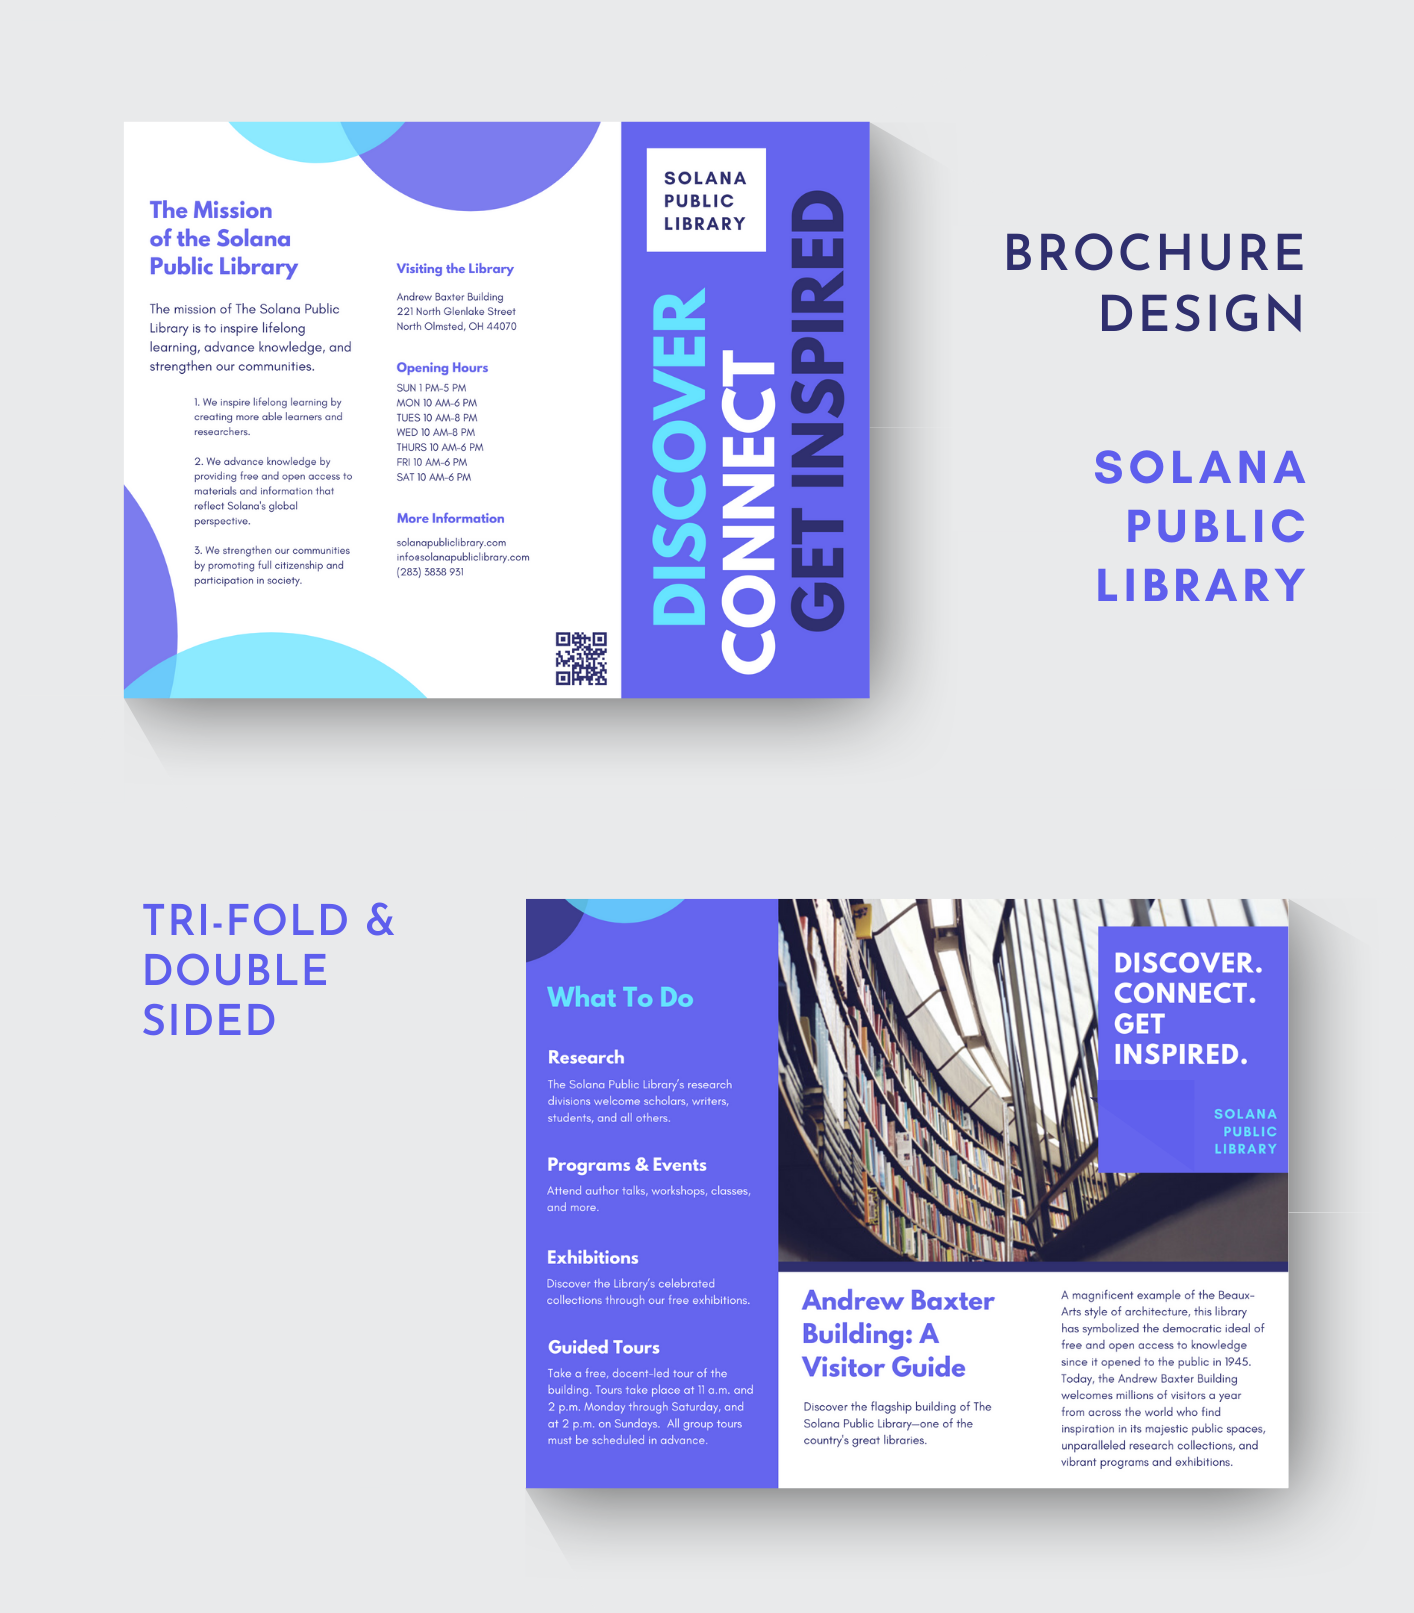 BROCHURE
DESIGN
SOLANA
PUBLIC
LIBRARY
The Mission
of the Solana
Public Library
The mission of The Solana Public
Library is to inspire lifelong
learning, advance knowledge, and
strengthen our communities.
1. We inspire lifelong learning by
creating more able learners and
researchers.
2. We advance knowledge by
providing free and open access to
materials and information that
reflect Solana's global
perspective.
3. We strengthen our communities
by promoting full citizenship and
participation in society.
Visiting the Library
Andrew Baxter Building
221 North Glenlake Street
North Olmsted, OH 44070
Opening Hours
SUN 1 PM-5 PM
MON 10 AM-6 PM
TUES 10 AM-8 PM
WED 10 AM-8 PM
THURS 10 AM-6 PM
FRI 10 AM-6 PM
SAT 10 AM-6 PM
More Information
solanapubliclibrary.com
info@solanapubliclibrary.com
(283) 3838 931
SOLANA
PUBLIC
LIBRARY
DISCOVER
CONNECT
GET INSPIRED
TRI-FOLD &
DOUBLE
SIDED
What To Do
Research
The Solana Public Library's research
divisions welcome scholars, writers,
students, and all others.
Programs & Events
Attend author talks, workshops, classes,
and more.
Exhibitions
Discover the Library's celebrated
collections through our free exhibitions.
Guided Tours
Take a free, docent-led tour of the
building. Tours take place at 11 a.m. and
2 p.m. Monday through Saturday, and
at 2 p.m. on Sundays.  All group tours
must be scheduled in advance.
DISCOVER.
CONNECT.
GET
INSPIRED.
SOLANA
PUBLIC
LIBRARY
Andrew Baxter
Building: A
Visitor Guide
Discover the flagship building of The
Solana Public Library—one of the
country's great libraries.
A magnificent example of the Beaux-
Arts style of architecture, this library
has symbolized the democratic ideal of
free and open access to knowledge
since it opened to the public in 1945.
Today, the Andrew Baxter Building
welcomes millions of visitors a year
from across the world who find
inspiration in its majestic public spaces,
unparalleled research collections, and
vibrant programs and exhibitions.